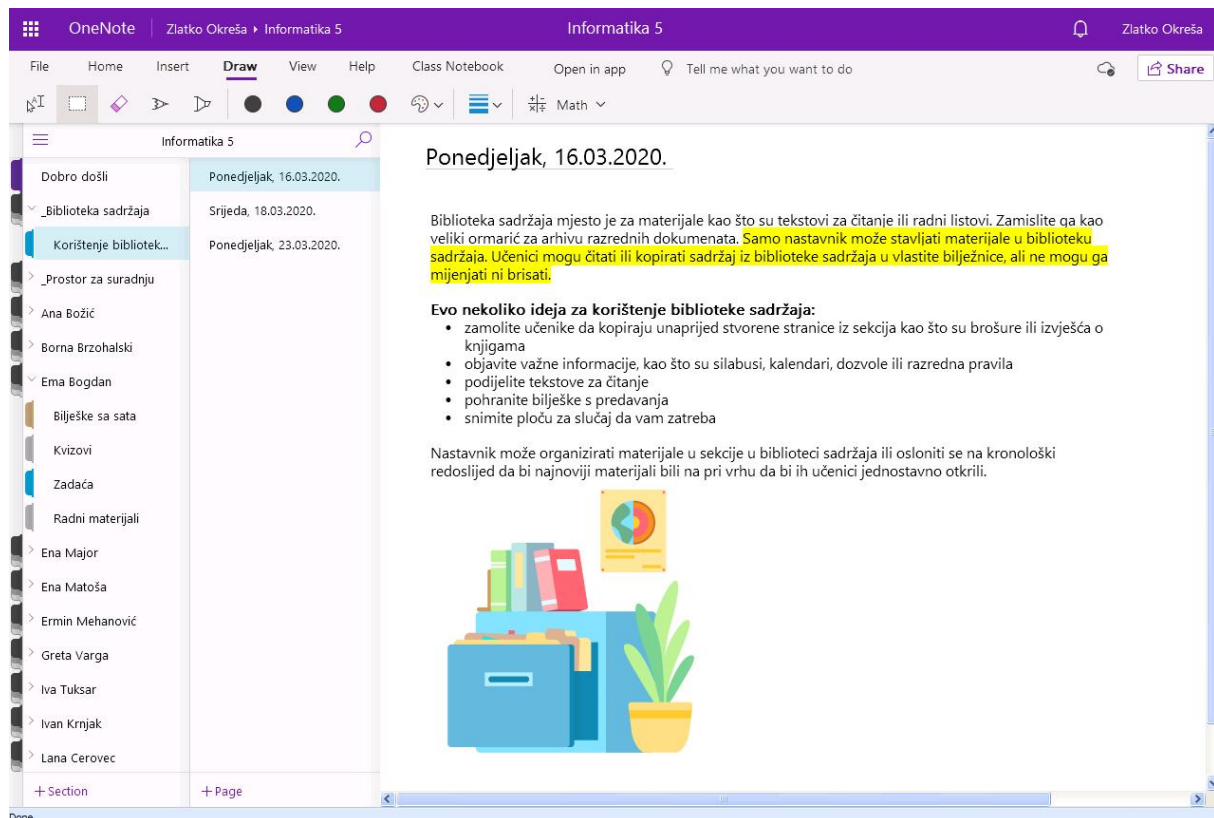 OneNote
Zlatko Okreša › Informatika 5
Informatika 5
Zlatko Okreša
File Home Insert Draw View Help Class Notebook Open in app Tell me what you want to do Share
Math
Informatika 5
Dobro došli
_Biblioteka sadržaja
Korištenje bibliotek...
_Prostor za suradnju
Ana Božić
Borna Brzohalski
Ema Bogdan
Bilješke sa sata
Kvizovi
Zadaća
Radni materijali
Ena Major
Ena Matoša
Ermin Mehanović
Greta Varga
Iva Tuksar
Ivan Krnjak
Lana Cerovec
+ Section
Ponedjeljak, 16.03.2020.
Srijeda, 18.03.2020.
Ponedjeljak, 23.03.2020.
+ Page
Ponedjeljak, 16.03.2020.
Biblioteka sadržaja mjesto je za materijale kao što su tekstovi za čitanje ili radni listovi. Zamislite ga kao
veliki ormarić za arhivu razrednih dokumenata. Samo nastavnik može stavljati materijale u biblioteku
sadržaja. Učenici mogu čitati ili kopirati sadržaj iz biblioteke sadržaja u vlastite bilježnice, ali ne mogu ga
mijenjati ni brisati.
Evo nekoliko ideja za korištenje biblioteke sadržaja:
• zamolite učenike da kopiraju unaprijed stvorene stranice iz sekcija kao što su brošure ili izvješća o
knjigama
• objavite važne informacije, kao što su silabusi, kalendari, dozvole ili razredna pravila
• podijelite tekstove za čitanje
• pohranite bilješke s predavanja
• snimite ploču za slučaj da vam zatreba
Nastavnik može organizirati materijale u sekcije u biblioteci sadržaja ili osloniti se na kronološki
redoslijed da bi najnoviji materijali bili na pri vrhu da bi ih učenici jednostavno otkrili.
Done